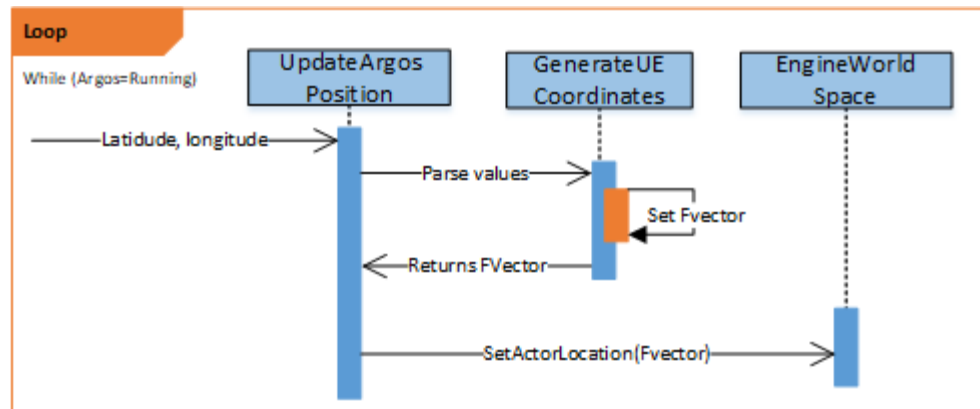 Loop
While (Argos=Running)
UpdateArgos
Position
GenerateUE
Coordinates
EngineWorld
Space
Latidude, longitude
Parse values
Set Fvector
Returns FVector
SetActorLocation(Fvector)